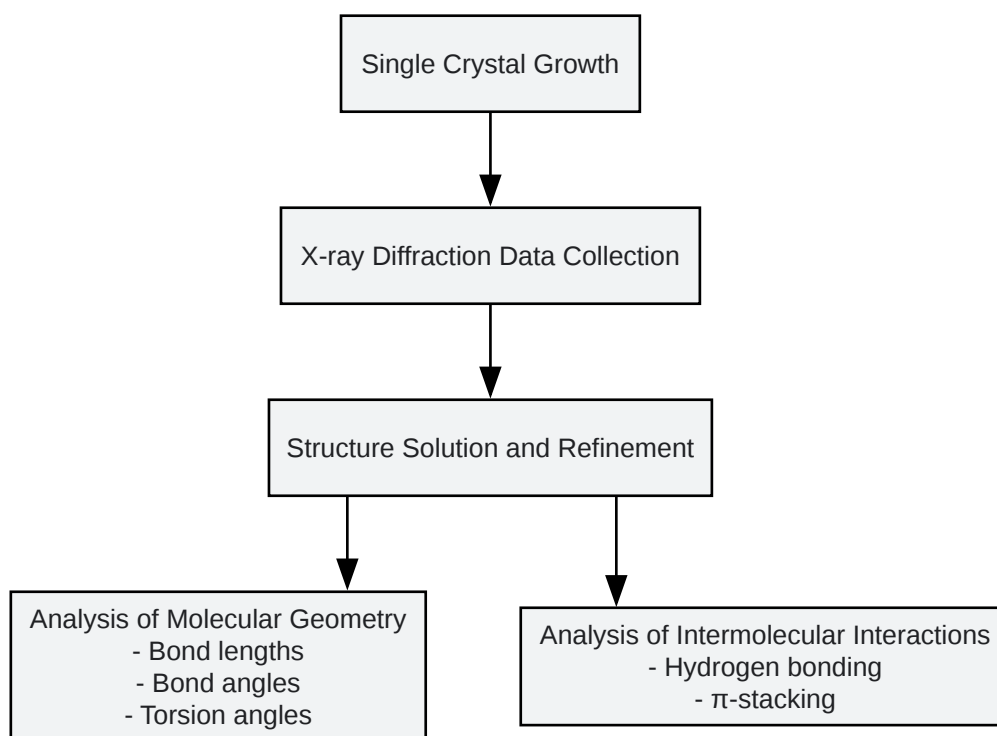 Single Crystal Growth
X-ray Diffraction Data Collection
Structure Solution and Refinement
Analysis of Molecular Geometry
- Bond lengths
- Bond angles
- Torsion angles
Analysis of Intermolecular Interactions
- Hydrogen bonding
- π-stacking